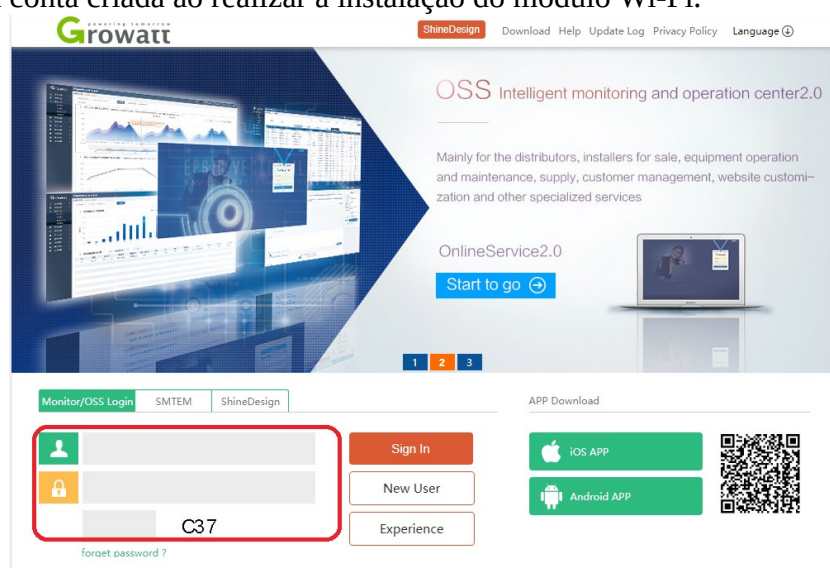 conta criada ao realizar a instalação do módulo Wi-Fi.
powering tomorrow
Growatt
ShineDesign Download Help Update Log Privacy Policy Language
OSS Intelligent monitoring and operation center2.0
Mainly for the distributors, installers for sale, equipment operation
and maintenance, supply, customer management, website customi-
zation and other specialized services
OnlineService2.0
Start to go
1 2 3
Monitor/OSS Login SMTEM ShineDesign
APP Download
Sign In
iOS APP
New User
Android APP
C37
Experience
forget password ?